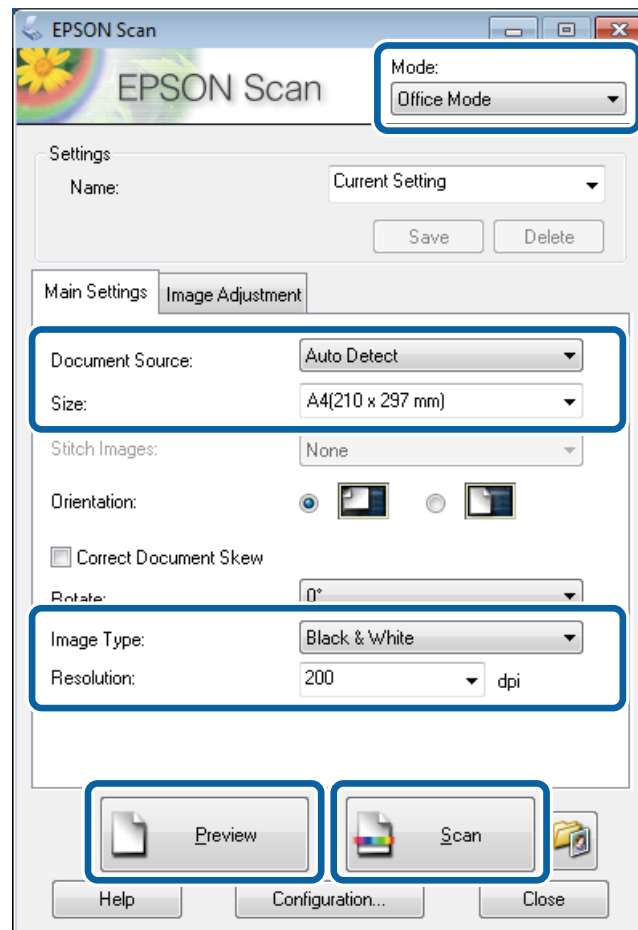 EPSON Scan
EPSON Scan
Mode:
Office Mode
Settings
Name:
Current Setting
Save
Delete
Main Settings
Image Adjustment
Document Source:
Auto Detect
Size:
A4(210 x 297 mm)
Stitch Images:
None
Orientation:
Correct Document Skew
Rotate:
0°
Image Type:
Black & White
Resolution:
200
dpi
Preview
Scan
Help
Configuration...
Close